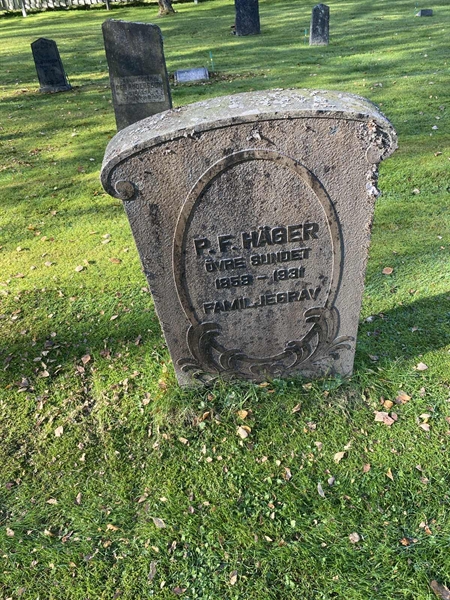 P. F. HÄGER
ÖVRE SUNDET
1859 - 1931
FAMILJEGRAV